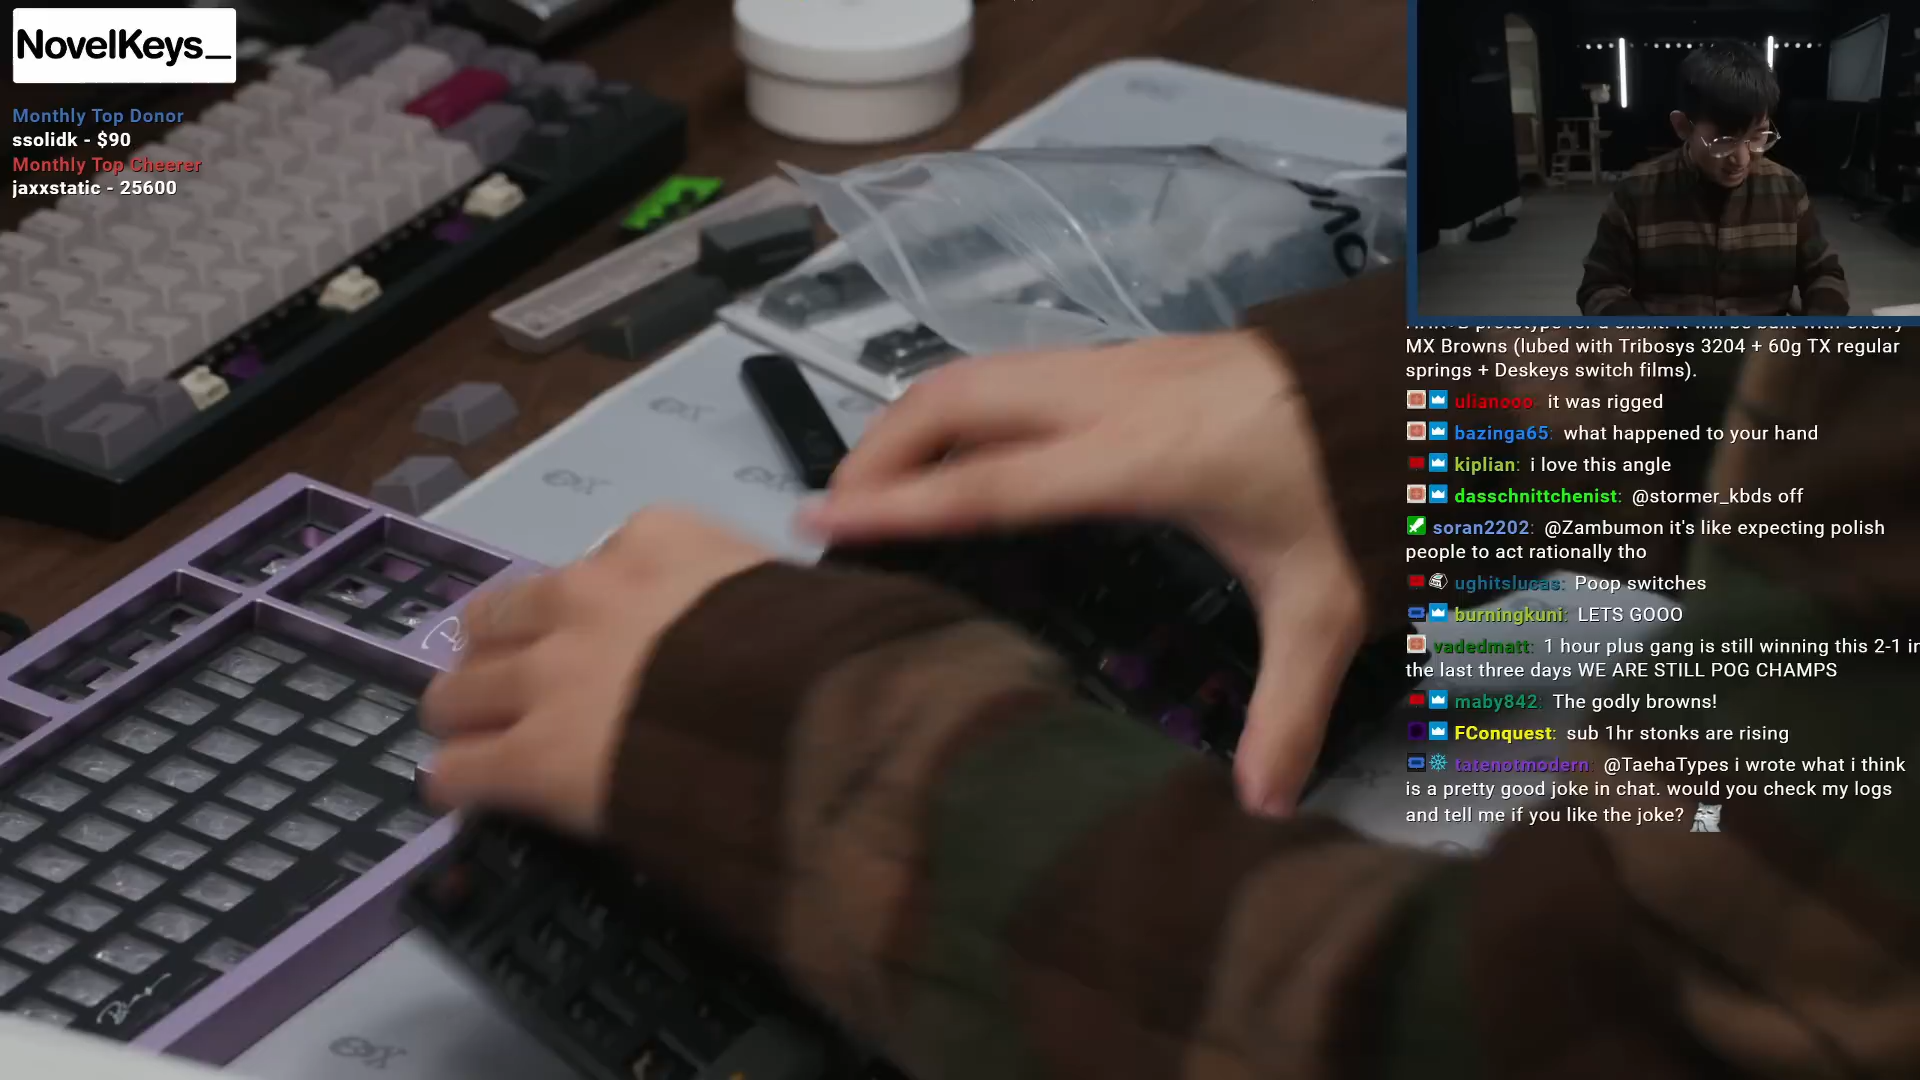 NovelKeys_
Monthly Top Donor
ssolidk - $90
Monthly Top Cheerer
jaxxstatic - 25600
MX Browns (lubed with Tribosys 3204 + 60g TX regular
springs + Deskeys switch films).
ulianooo: it was rigged
bazinga65: what happened to your hand
kiplian: i love this angle
dasschnittchenist: @stormer_kbds off
soran2202: @Zambumon it's like expecting polish
people to act rationally tho
ughitslucas: Poop switches
burningkuni: LETS GOOO
vadedmatt: 1 hour plus gang is still winning this 2-1 in
the last three days WE ARE STILL POG CHAMPS
maby842: The godly browns!
FConquest: sub 1hr stonks are rising
tatenotmodern: @TaehaTypes i wrote what i think
is a pretty good joke in chat. would you check my logs
and tell me if you like the joke?